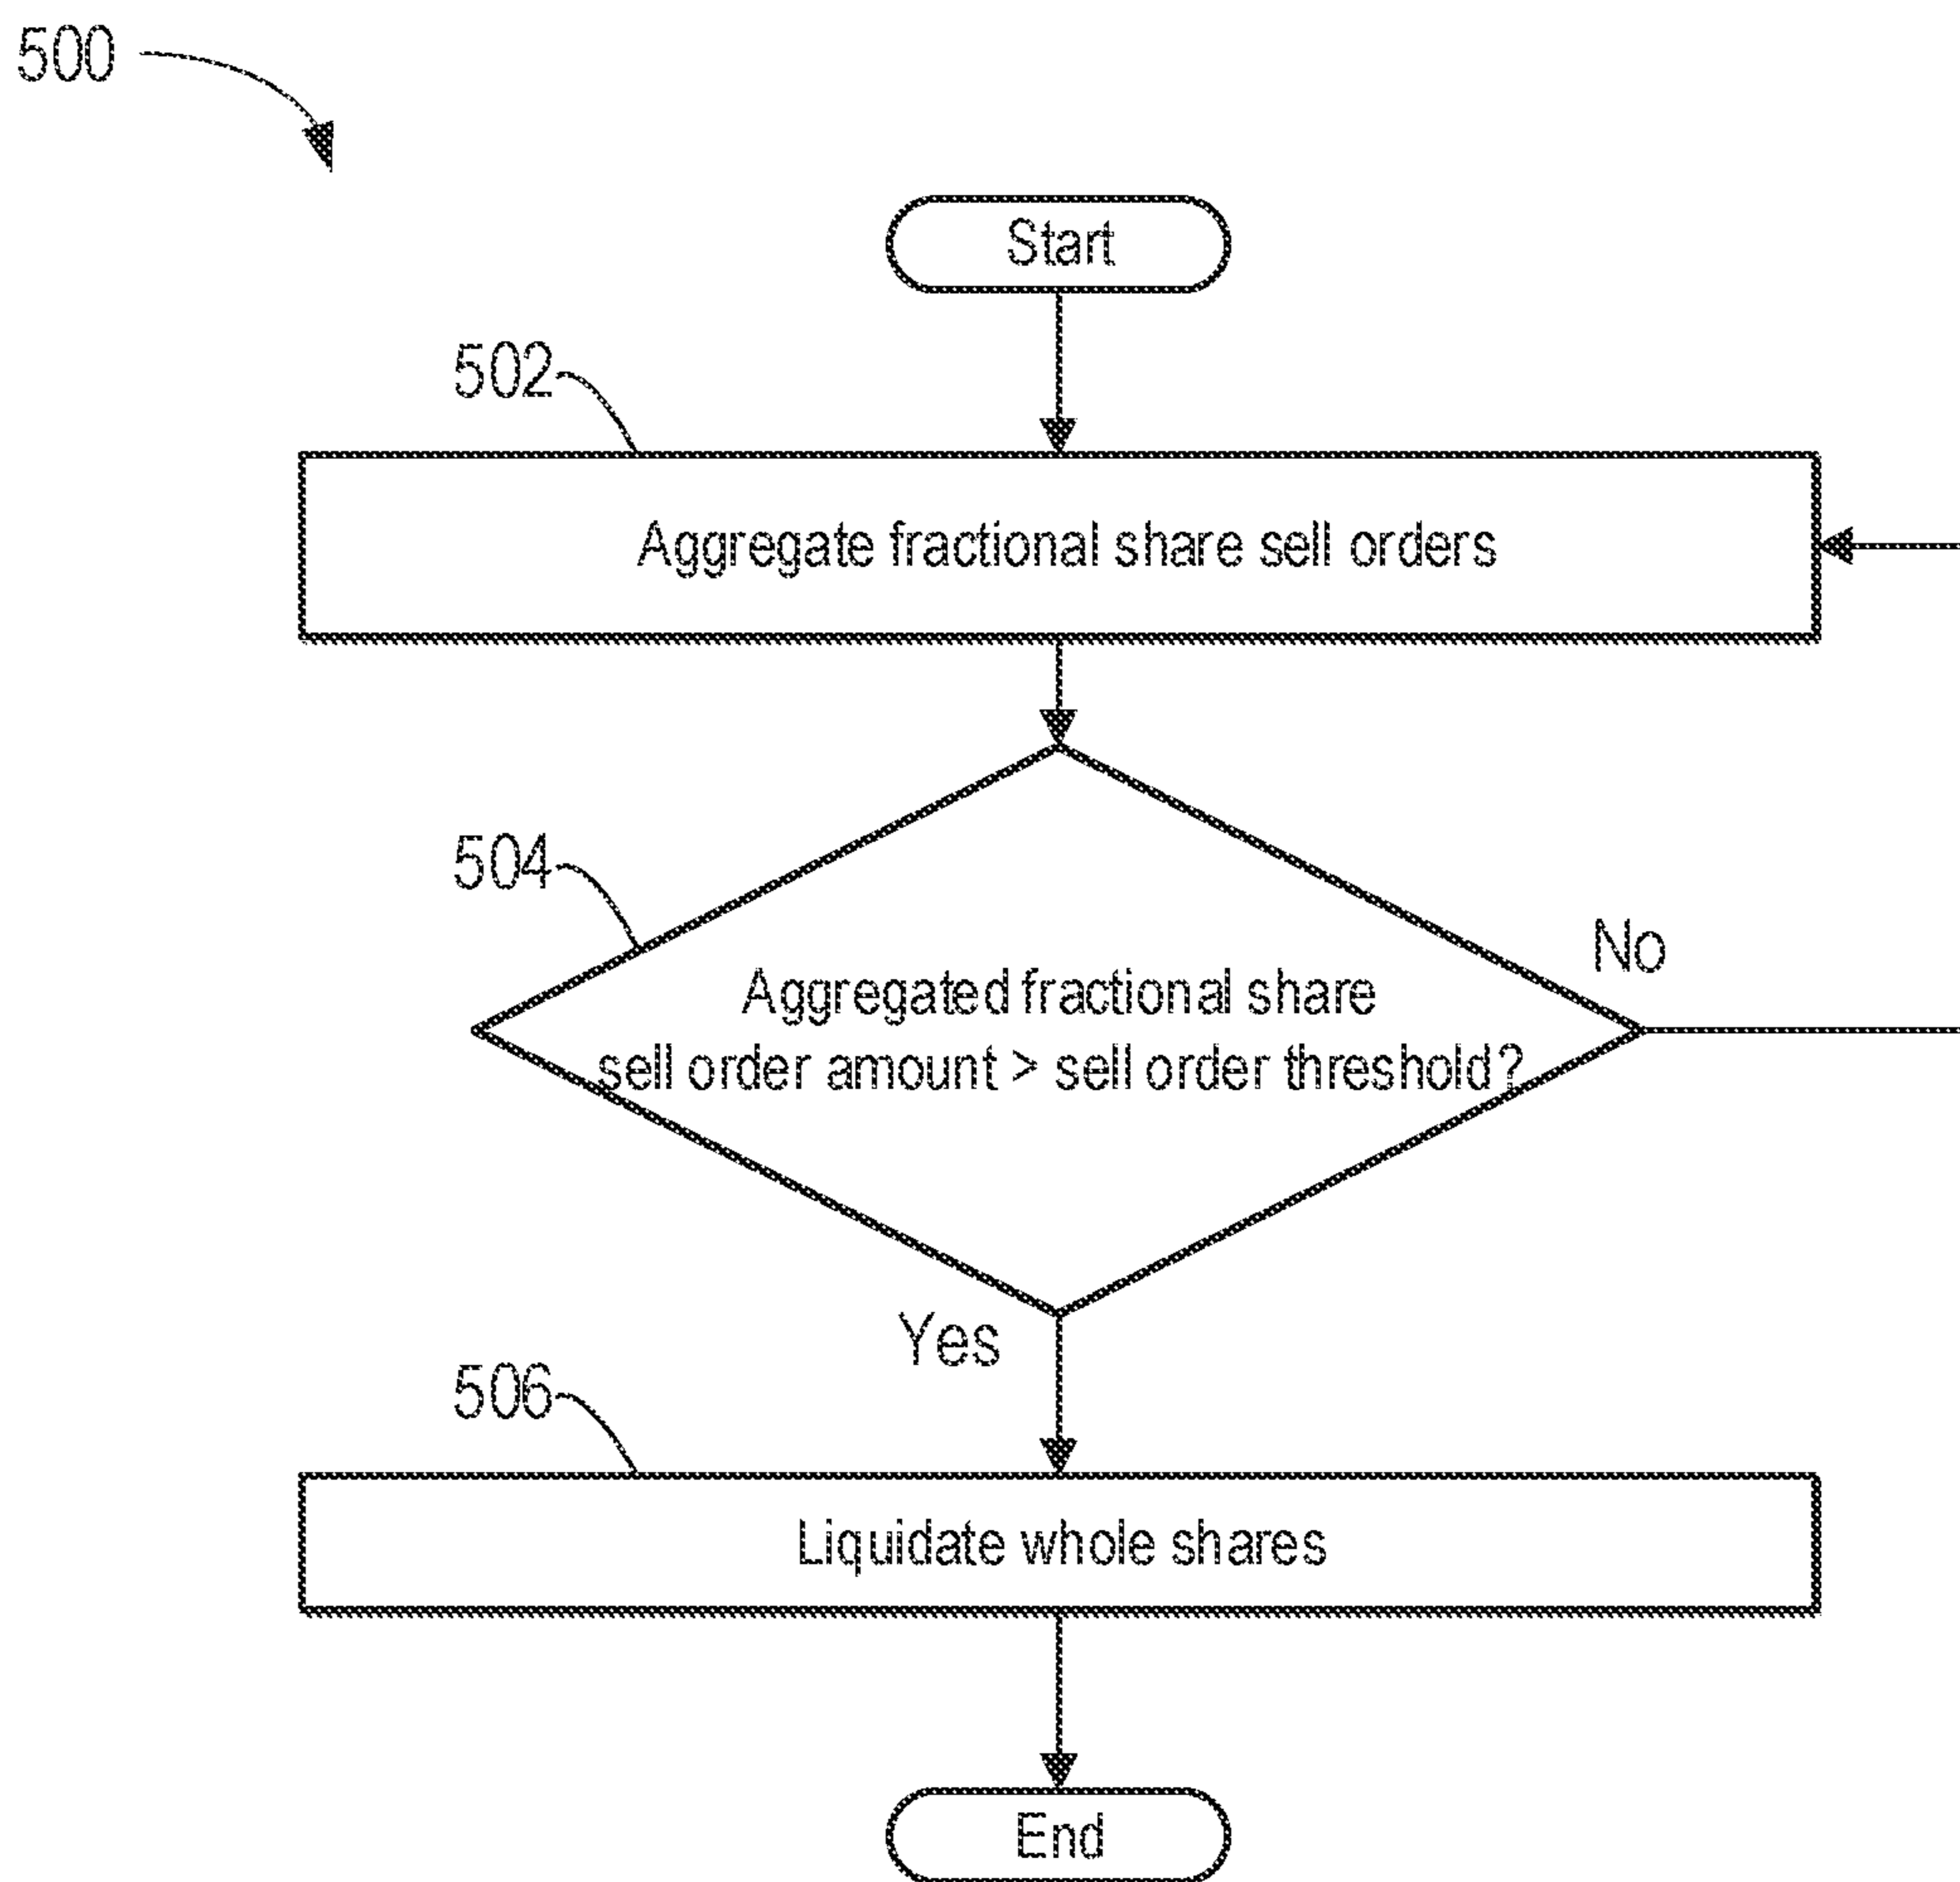 500
Start
502
Aggregate fractional share sell orders
504
No
Aggregated fractional share
sell order amount > sell order threshold?
Yes
506
Liquidate whole shares
End